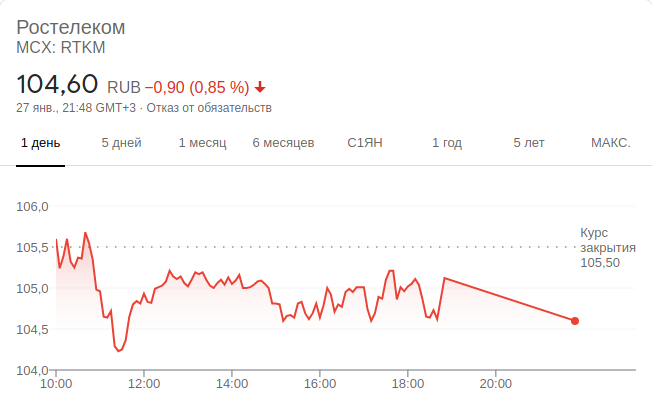 Ростелеком
MCX: RTKM
104,60 RUB −0,90 (0,85 %)
27 янв., 21:48 GMT+3 · Отказ от обязательств
1 день 5 дней 1 месяц 6 месяцев С1ЯН 1 год 5 лет МАКС.
106,0
Курс
105,5 закрытия
105,50
105,0
104,5
104,0
10:00 12:00 14:00 16:00 18:00 20:00